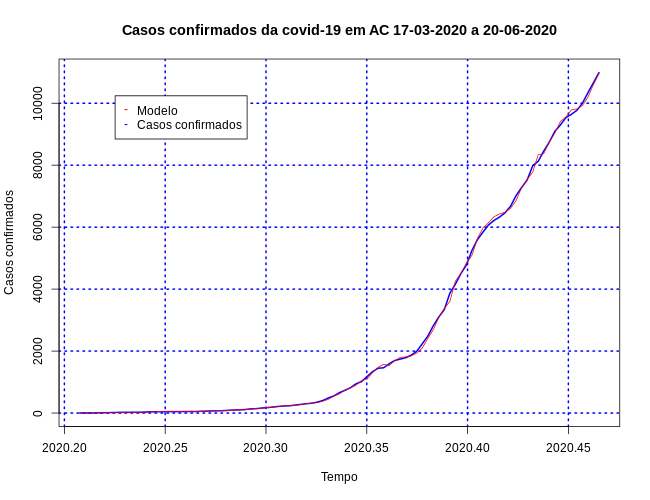 Casos confirmados da covid-19 em AC 17-03-2020 a 20-06-2020
Modelo
Casos confirmados
Casos confirmados
10000
8000
6000
4000
2000
0
2020.20 2020.25 2020.30 2020.35 2020.40 2020.45
Tempo